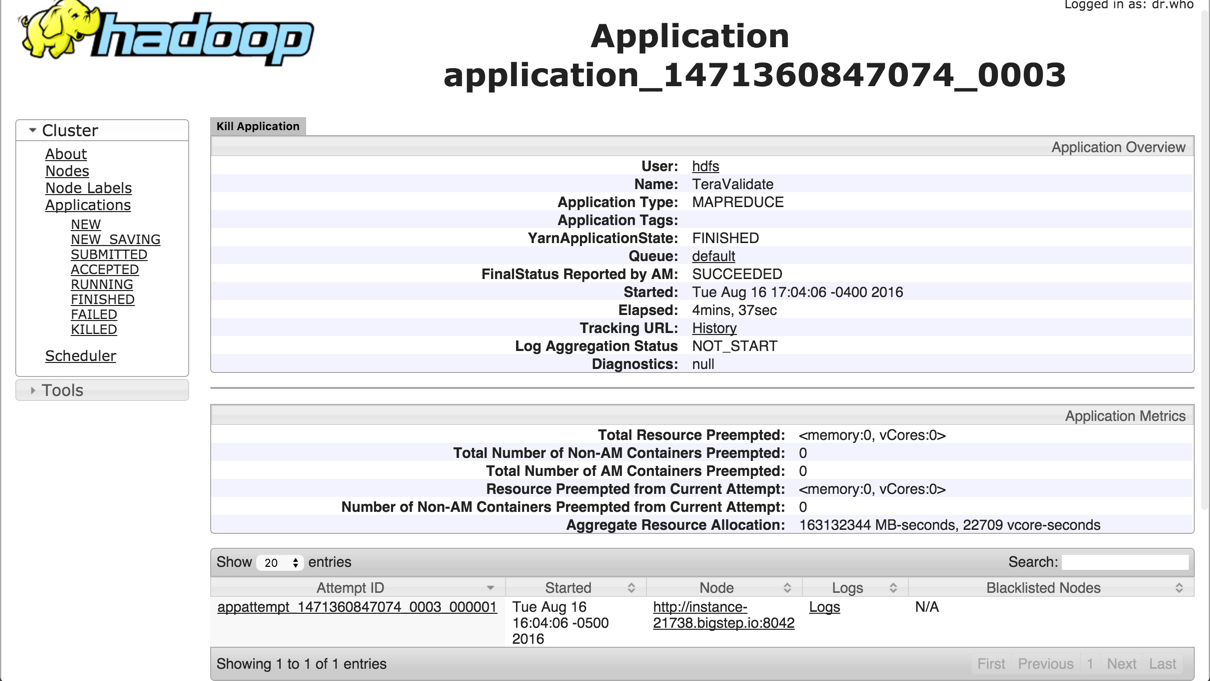 Logged in as: dr.who
hadoop
Application
application_1471360847074_0003
Cluster
About
Nodes
Node Labels
Applications
NEW
NEW_SAVING
SUBMITTED
ACCEPTED
RUNNING
FINISHED
FAILED
KILLED
Scheduler
Tools
Kill Application
Application Overview
User: hdfs
Name: TeraValidate
Application Type: MAPREDUCE
Application Tags:
YarnApplicationState: FINISHED
Queue: default
FinalStatus Reported by AM: SUCCEEDED
Started: Tue Aug 16 17:04:06 -0400 2016
Elapsed: 4mins, 37sec
Tracking URL: History
Log Aggregation Status NOT_START
Diagnostics: null
Application Metrics
Total Resource Preempted: <memory:0, vCores:0>
Total Number of Non-AM Containers Preempted: 0
Total Number of AM Containers Preempted: 0
Resource Preempted from Current Attempt: <memory:0, vCores:0>
Number of Non-AM Containers Preempted from Current Attempt: 0
Aggregate Resource Allocation: 163132344 MB-seconds, 22709 vcore-seconds
Show 20 entries Search:
Attempt ID Started Node Logs Blacklisted Nodes
appattempt_1471360847074_0003_000001 Tue Aug 16 http://instance- Logs N/A
16:04:06 -0500 21738.bigstep.io:8042
2016
Showing 1 to 1 of 1 entries First Previous 1 Next Last